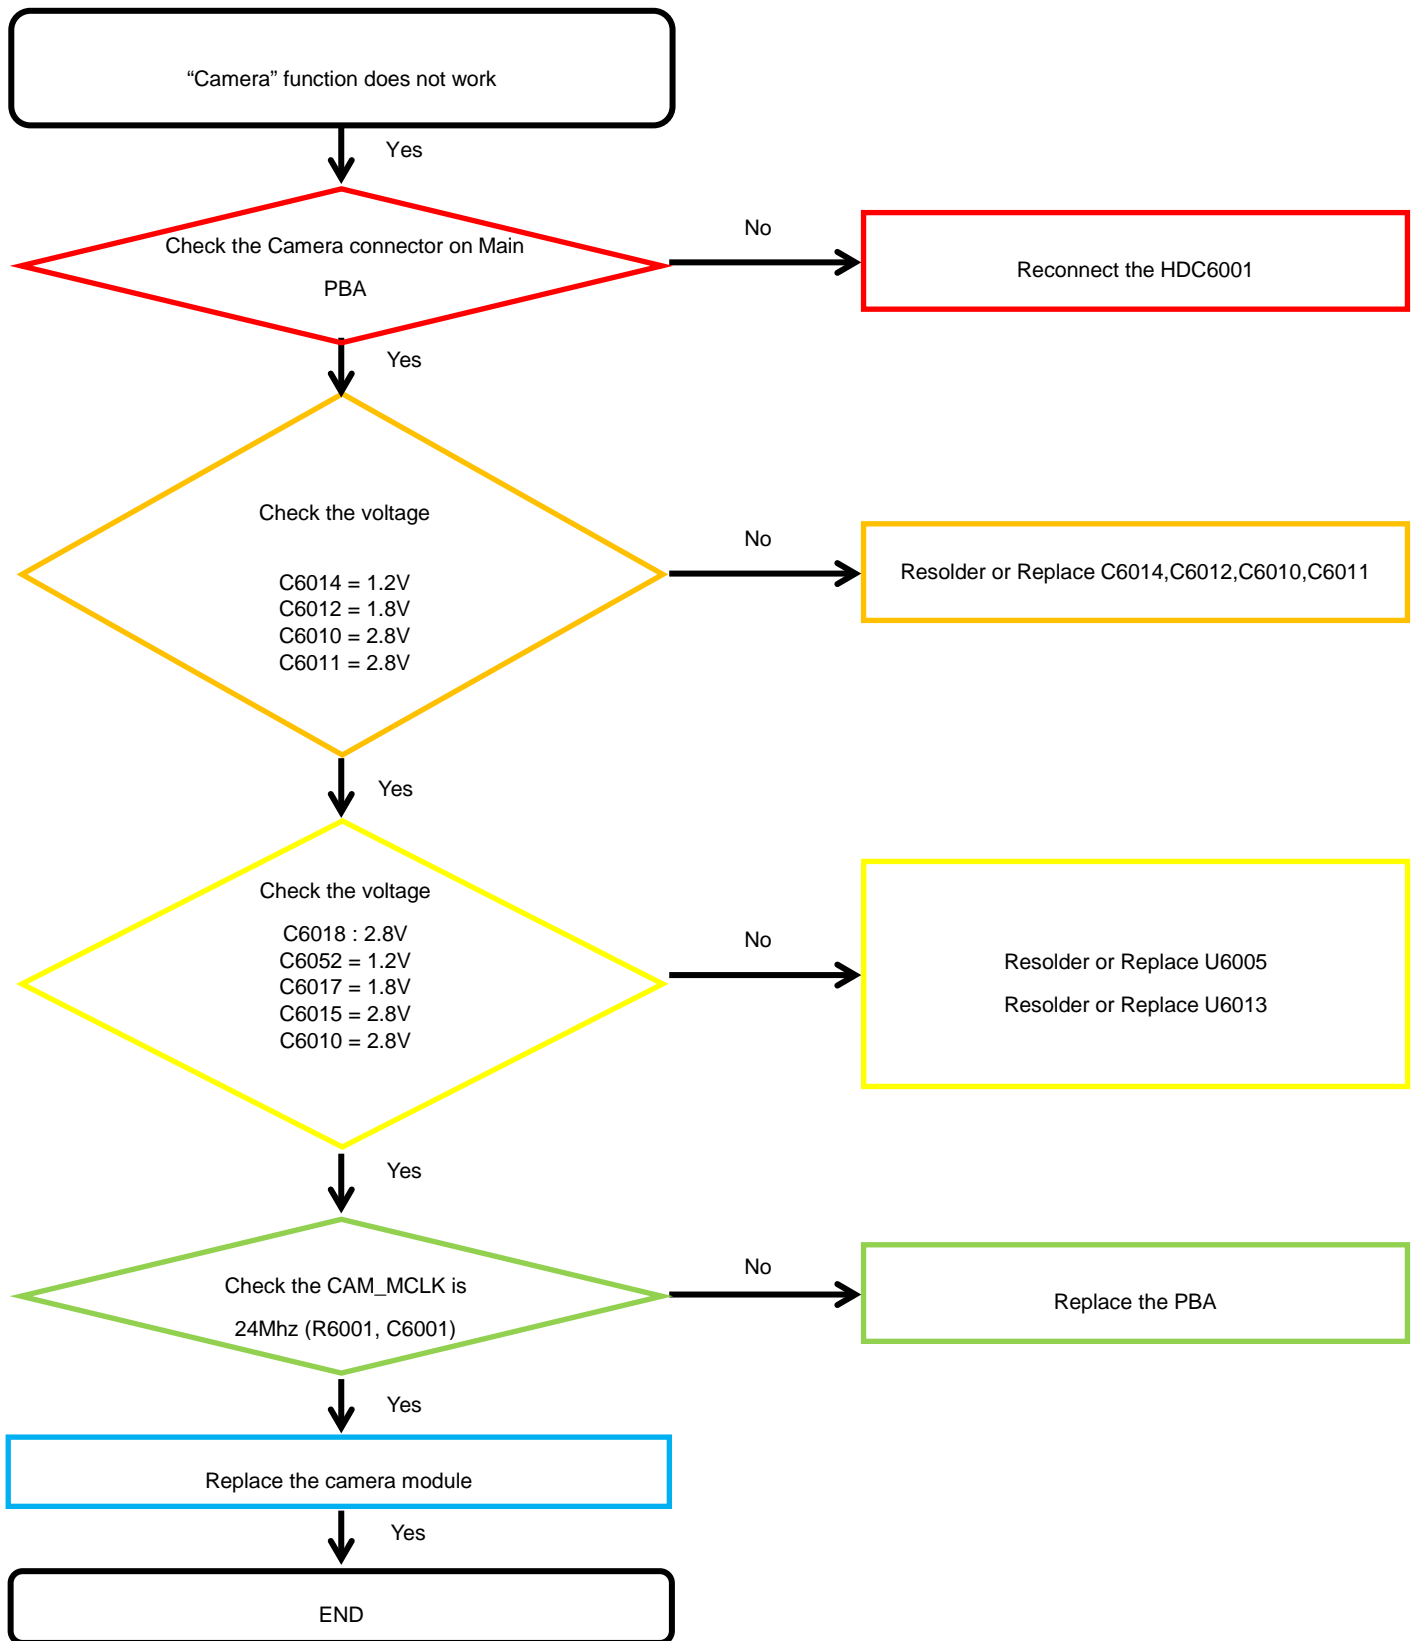 “Camera” function does not work
Yes
Check the Camera connector on Main
PBA
No
Reconnect the HDC6001
Yes
Check the voltage
C6014 = 1.2V
C6012 = 1.8V
C6010 = 2.8V
C6011 = 2.8V
No
Resolder or Replace C6014,C6012,C6010,C6011
Yes
Check the voltage
C6018 : 2.8V
C6052 = 1.2V
C6017 = 1.8V
C6015 = 2.8V
C6010 = 2.8V
No
Resolder or Replace U6005
Resolder or Replace U6013
Yes
Check the CAM_MCLK is
24Mhz (R6001, C6001)
No
Replace the PBA
Yes
Replace the camera module
Yes
END